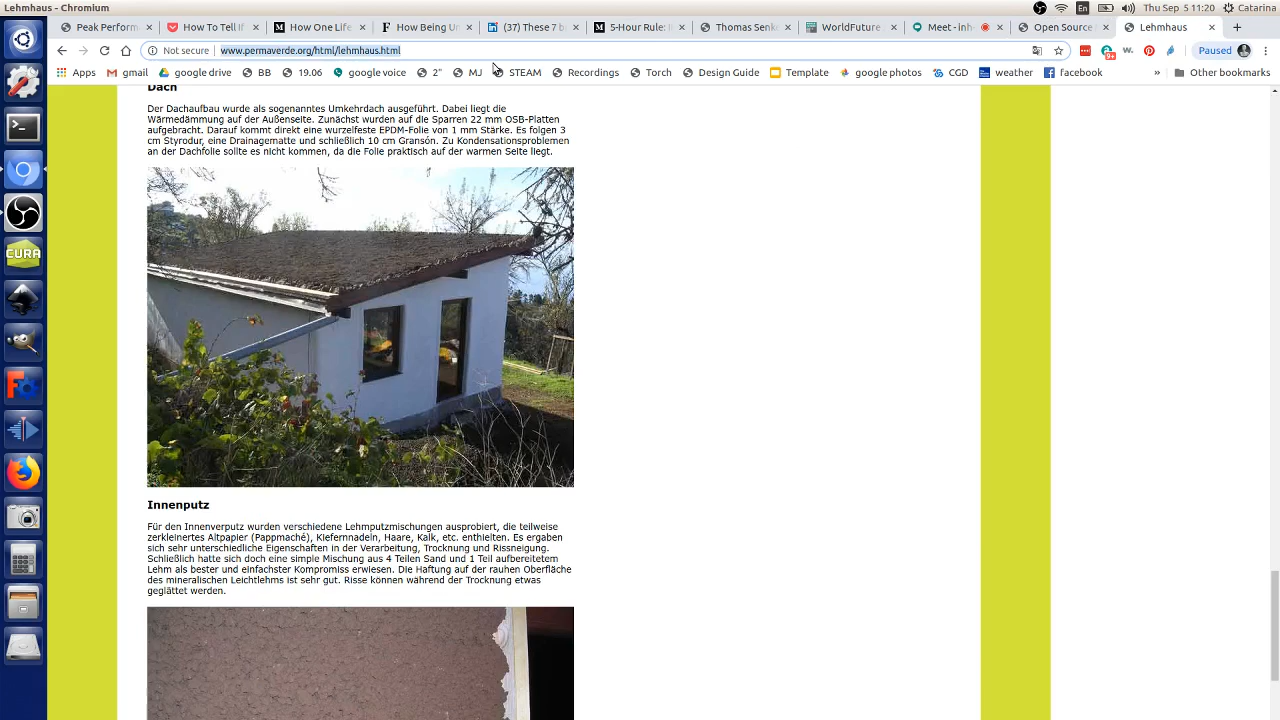 Lehmhaus - Chromium
En
Thu Sep 5 11:20
Catarina
Peak Perform
How To Tell If
How One Life
How Being Un
(37) These 7 b
5-Hour Rule: I
Thomas Senk
WorldFuture
Meet - inh
Open Source
Lehmhaus
Not secure
www.permaverde.org/html/lehmhaus.html
9+
Paused
Apps
gmail
google drive
BB
19.06
google voice
2"
MJ
TEAM
Recordings
Torch
Design Guide
Template
google photos
CGD
weather
facebook
»
Other bookmarks
CURA
Dach
Der Dachaufbau wurde als sogenanntes Umkehrdach ausgeführt. Dabei liegt die
Wärmedämmung auf der Außenseite. Zunächst wurden auf die Sparren 22 mm OSB-Platten
aufgebracht. Darauf kommt direkt eine wurzelfeste EPDM-Folie von 1 mm Stärke. Es folgen 3
cm Styrodur, eine Drainagematte und schließlich 10 cm Gransón. Zu Kondensationsproblemen
an der Dachfolie sollte es nicht kommen, da die Folie praktisch auf der warmen Seite liegt.
Innenputz
Für den Innenverputz wurden verschiedene Lehmputzmischungen ausprobiert, die teilweise
zerkleinertes Altpapier (Pappmaché), Kiefernnadeln, Haare, Kalk, etc. enthielten. Es ergaben
sich sehr unterschiedliche Eigenschaften in der Verarbeitung, Trocknung und Rissneigung.
Schließlich hatte sich doch eine simple Mischung aus 4 Teilen Sand und 1 Teil aufbereitetem
Lehm als bester und einfachster Kompromiss erwiesen. Die Haftung auf der rauhen Oberfläche
des mineralischen Leichtlehms ist sehr gut. Risse können während der Trocknung etwas
geglättet werden.